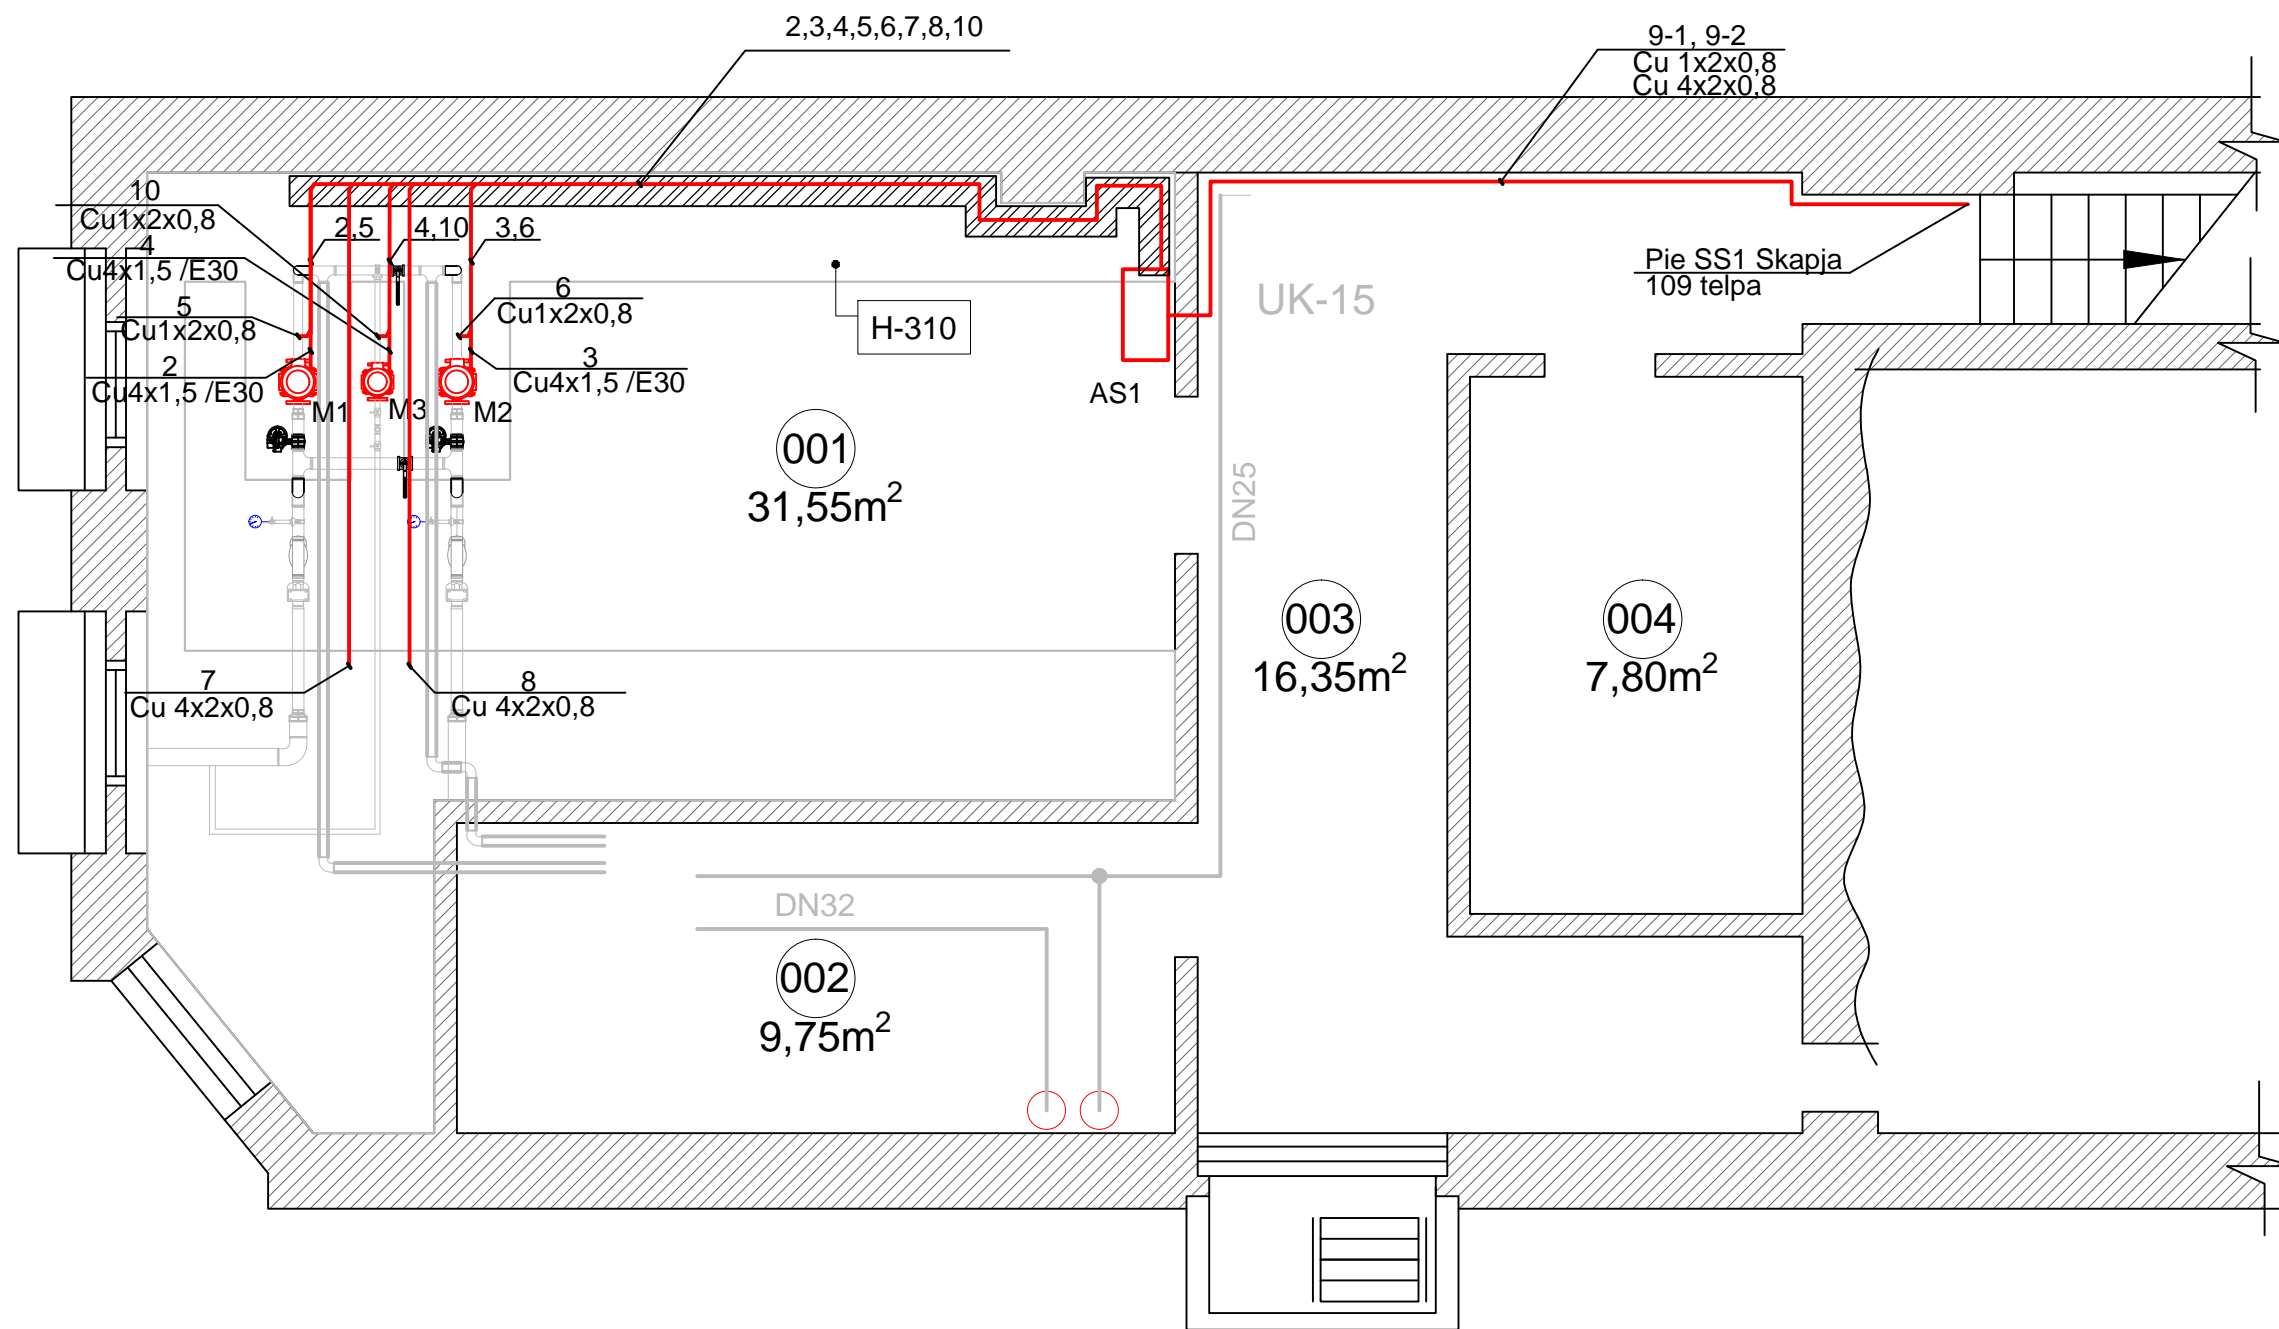 2,3,4,5,6,7,8,10
9-1, 9-2
Cu 1x2x0,8
Cu 4x2x0,8
10
Cu1x2x0,8
4
Cu4x1,5 /E30
5
Cu1x2x0,8
2
Cu4x1,5 /E30
2,5
4,10
3,6
6
Cu1x2x0,8
3
Cu4x1,5 /E30
M1
M3
M2
H-310
AS1
UK-15
Pie SS1 Skapja
109 telpa
001
31,55m²
DN25
003
16,35m²
004
7,80m²
7
Cu 4x2x0,8
8
Cu 4x2x0,8
DN32
002
9,75m²